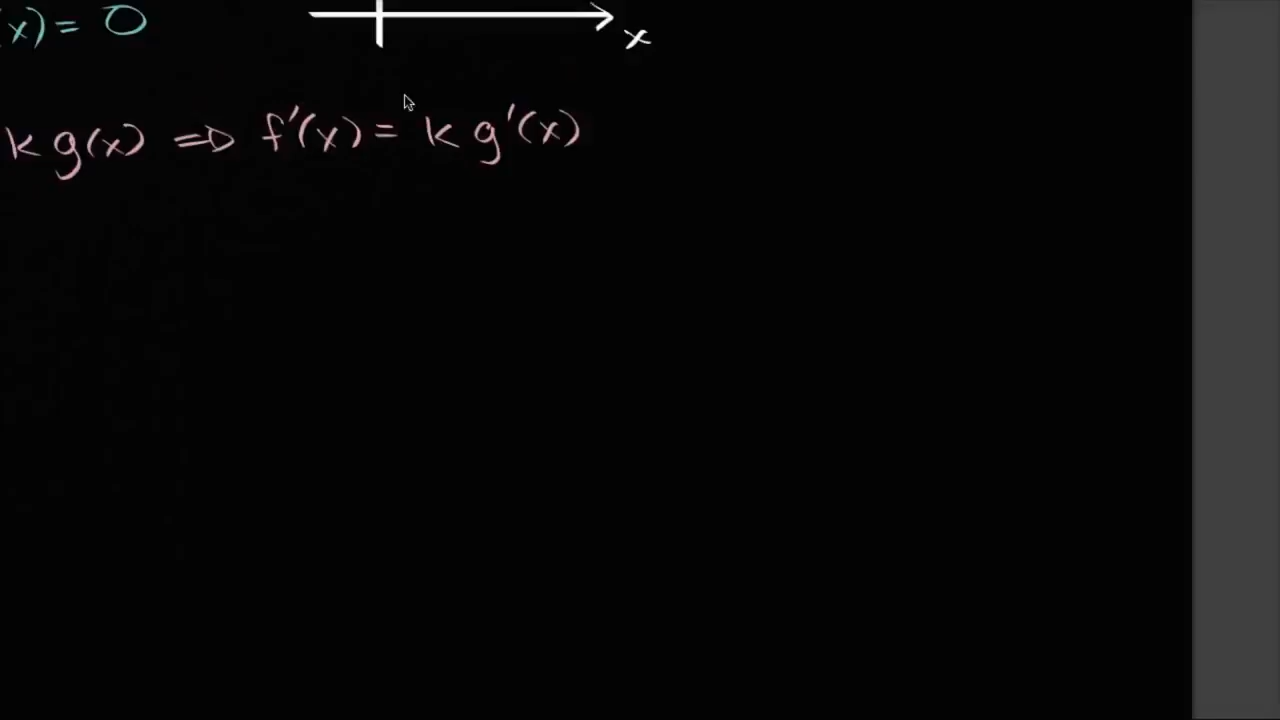 x) = 0
x
k g(x) ⇒ f'(x) = k g'(x)